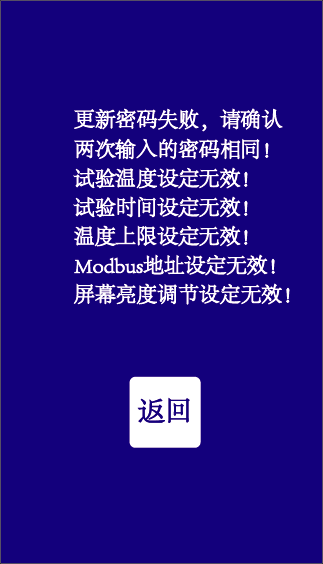 更新密码失败，请确认
两次输入的密码相同！
试验温度设定无效！
试验时间设定无效！
温度上限设定无效！
Modbus地址设定无效！
屏幕亮度调节设定无效！
返回